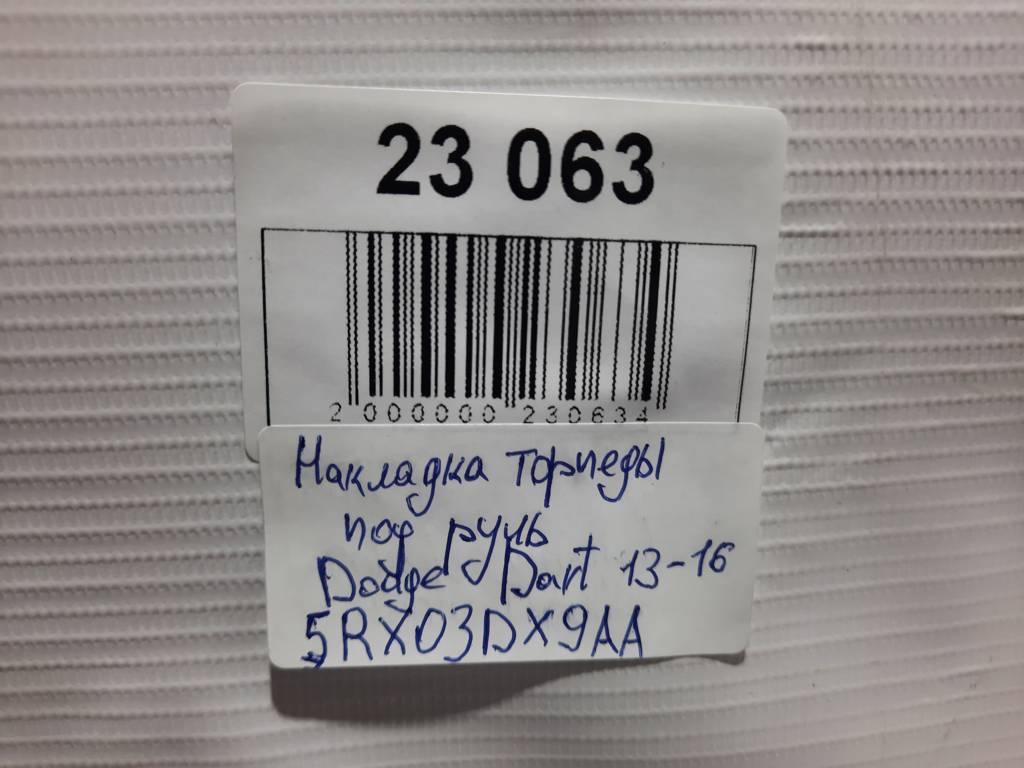 23 063
2 000000 230634
Накладка торпеды
под руль
Dodge Dart 13-16
5RX03DX9AA